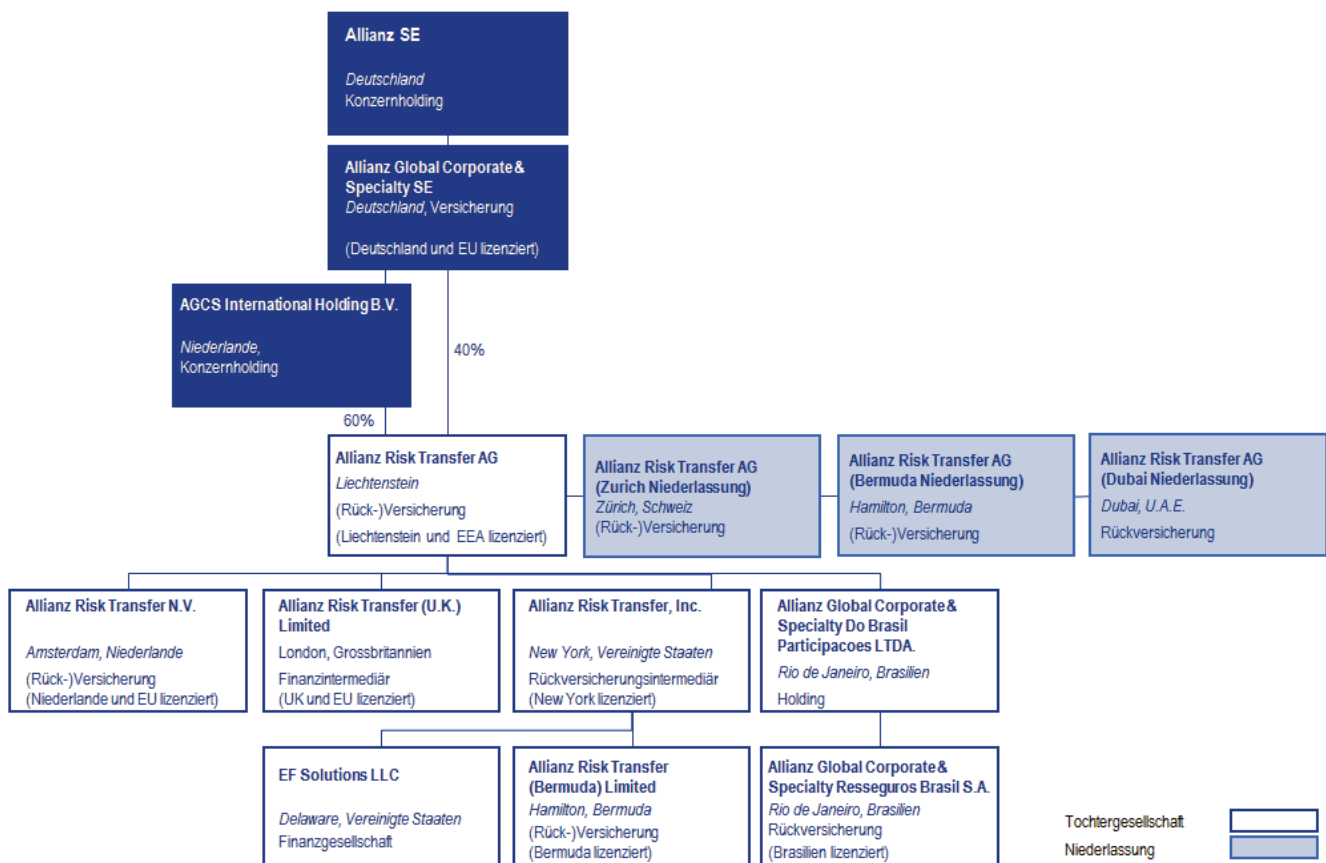 Allianz SE
Deutschland
Konzernholding
Allianz Global Corporate &
Specialty SE
Deutschland, Versicherung
(Deutschland und EU lizenziert)
AGCS International Holding B.V.
Niederlande,
Konzernholding
40%
60%
Allianz Risk Transfer AG
Liechtenstein
(Rück-)Versicherung
(Liechtenstein und EEA lizenziert)
Allianz Risk Transfer AG
(Zurich Niederlassung)
Zürich, Schweiz
(Rück-)Versicherung
Allianz Risk Transfer AG
(Bermuda Niederlassung)
Hamilton, Bermuda
(Rück-)Versicherung
Allianz Risk Transfer AG
(Dubai Niederlassung)
Dubai, U.A.E.
Rückversicherung
Allianz Risk Transfer N.V.
Amsterdam, Niederlande
(Rück-)Versicherung
(Niederlande und EU lizenziert)
Allianz Risk Transfer (U.K.)
Limited
London, Grossbritannien
Finanzintermediär
(UK und EU lizenziert)
Allianz Risk Transfer, Inc.
New York, Vereinigte Staaten
Rückversicherungsintermediär
(New York lizenziert)
Allianz Global Corporate &
Specialty Do Brasil
Participacoes LTDA.
Rio de Janeiro, Brasilien
Holding
EF Solutions LLC
Delaware, Vereinigte Staaten
Finanzgesellschaft
Allianz Risk Transfer
(Bermuda) Limited
Hamilton, Bermuda
(Rück-)Versicherung
(Bermuda lizenziert)
Allianz Global Corporate &
Specialty Resseguros Brasil S.A.
Rio de Janeiro, Brasilien
Rückversicherung
(Brasilien lizenziert)
Tochtergesellschaft
Niederlassung